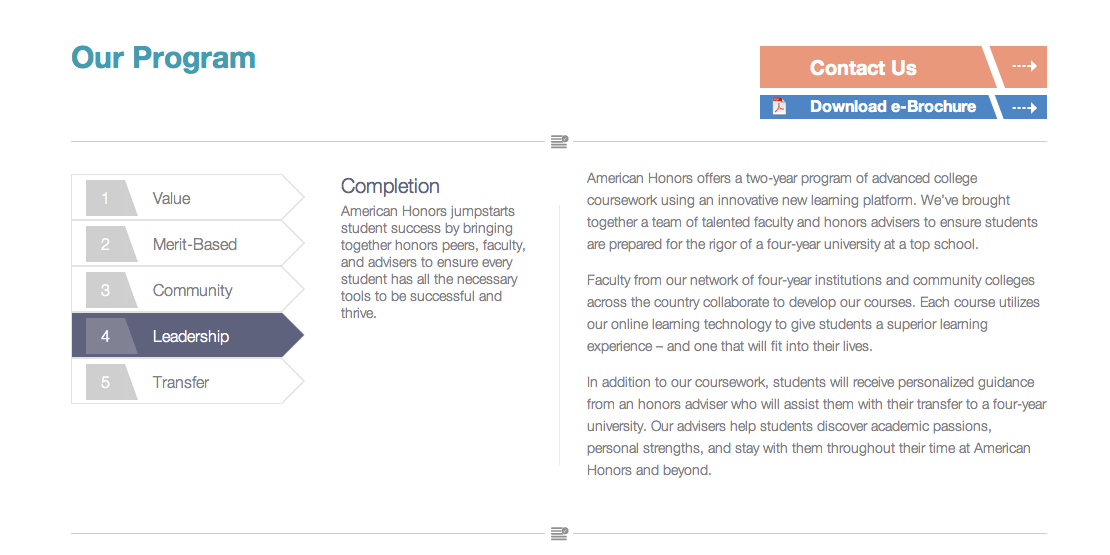 Our Program
Contact Us
Download e-Brochure
1 Value
2 Merit-Based
3 Community
4 Leadership
5 Transfer
Completion
American Honors jumpstarts
student success by bringing
together honors peers, faculty,
and advisers to ensure every
student has all the necessary
tools to be successful and
thrive.
American Honors offers a two-year program of advanced college
coursework using an innovative new learning platform. We've brought
together a team of talented faculty and honors advisers to ensure students
are prepared for the rigor of a four-year university at a top school.
Faculty from our network of four-year institutions and community colleges
across the country collaborate to develop our courses. Each course utilizes
our online learning technology to give students a superior learning
experience – and one that will fit into their lives.
In addition to our coursework, students will receive personalized guidance
from an honors adviser who will assist them with their transfer to a four-year
university. Our advisers help students discover academic passions,
personal strengths, and stay with them throughout their time at American
Honors and beyond.